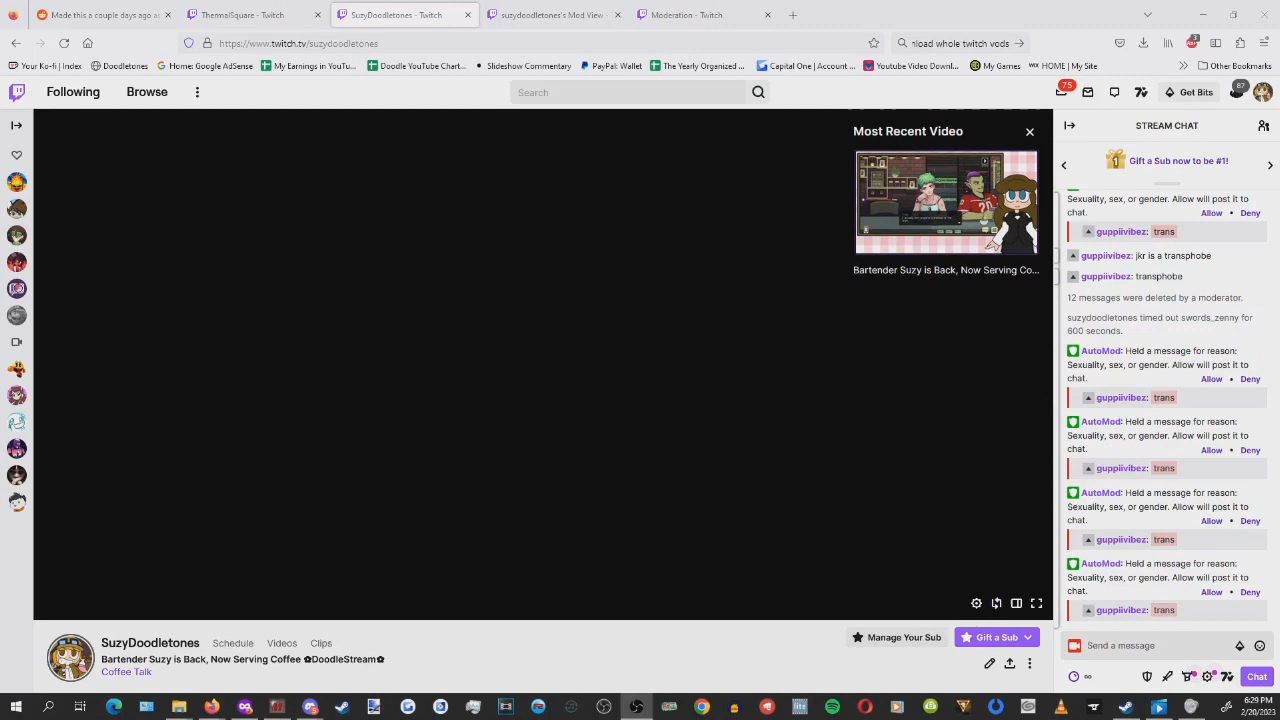 Made this a couple days ago as
ThermalSquare - Twitch
SuzyDoodletones - Twitch
suzydoodletone's Mod View -
Moderation - Twitch
https://www.twitch.tv/suzydoodletones
nload whole twitch vods
Your Ko-fi | Index
Doodletones
Home: Google AdSense
My Earnings in YouTu...
Doodle YouTube Chart...
Slideshow Commentary
PayPal: Wallet
The Yearly Organized ...
Capital One | Account ...
Youtube Video Downl...
My Games
WIX HOME | My Site
Other Bookmarks
Following
Browse
Search
75
Get Bits
87
Most Recent Video
Bartender Suzy is Back, Now Serving Co...
STREAM CHAT
1
Gift a Sub now to be #1!
Sexuality, sex, or gender. Allow will post it to
chat.
Allow • Deny
guppiivibez: trans
guppiivibez: jkr is a transphobe
guppiivibez: transphobe
12 messages were deleted by a moderator.
suzydoodletones timed out swords_zenny for
600 seconds.
AutoMod: Held a message for reason:
Sexuality, sex, or gender. Allow will post it to
chat.
Allow • Deny
guppiivibez: trans
AutoMod: Held a message for reason:
Sexuality, sex, or gender. Allow will post it to
chat.
Allow • Deny
guppiivibez: trans
AutoMod: Held a message for reason:
Sexuality, sex, or gender. Allow will post it to
chat.
Allow • Deny
guppiivibez: trans
AutoMod: Held a message for reason:
Sexuality, sex, or gender. Allow will post it to
chat.
Allow • Deny
guppiivibez: trans
SuzyDoodletones
Schedule
Videos
Clips
Manage Your Sub
Gift a Sub
Bartender Suzy is Back, Now Serving Coffee ✿DoodleStream✿
Coffee Talk
Send a message
∞
Chat
6:29 PM
2/20/2023